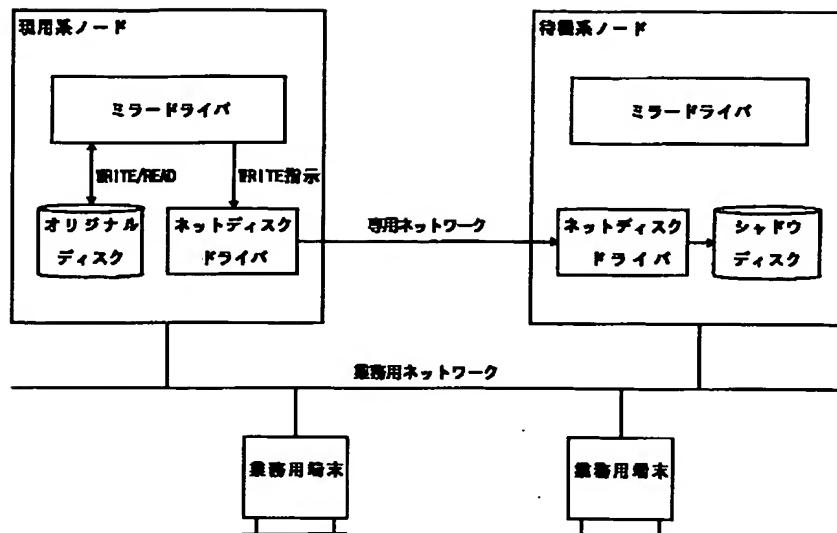 現用系ノード
待機系ノード
ミラードライバ
ミラードライバ
WRITE/READ
WRITE指示
オリジナル
ディスク
ネットディスク
ドライバ
専用ネットワーク
ネットディスク
ドライバ
シャドウ
ディスク
業務用ネットワーク
業務用端末
業務用端末